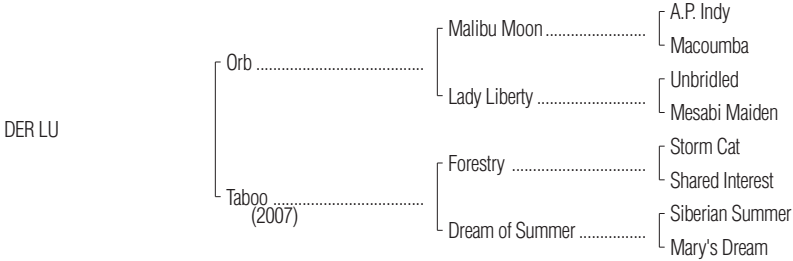 A.P. Indy
Malibu Moon
Macoumba
Orb
Unbridled
Lady Liberty
Mesabi Maiden
DER LU
Storm Cat
Forestry
Shared Interest
Taboo
(2007)
Siberian Summer
Dream of Summer
Mary's Dream